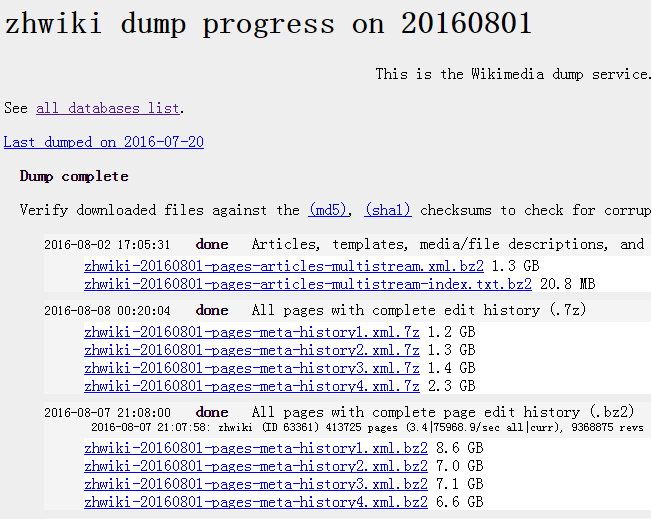 zhwiki dump progress on 20160801
This is the Wikimedia dump service.
See all databases list.
Last dumped on 2016-07-20
Dump complete
Verify downloaded files against the (md5), (sha1) checksums to check for corrup
2016-08-02 17:05:31 done Articles, templates, media/file descriptions, and
zhwiki-20160801-pages-articles-multistream.xml.bz2 1.3 GB
zhwiki-20160801-pages-articles-multistream-index.txt.bz2 20.8 MB
2016-08-08 00:20:04 done All pages with complete edit history (.7z)
zhwiki-20160801-pages-meta-history1.xml.7z 1.2 GB
zhwiki-20160801-pages-meta-history2.xml.7z 1.3 GB
zhwiki-20160801-pages-meta-history3.xml.7z 1.4 GB
zhwiki-20160801-pages-meta-history4.xml.7z 2.3 GB
2016-08-07 21:08:00 done All pages with complete page edit history (.bz2)
2016-08-07 21:07:58: zhwiki (ID 63361) 413725 pages (3.4|75968.9/sec all|curr), 9368875 revs
zhwiki-20160801-pages-meta-history1.xml.bz2 8.6 GB
zhwiki-20160801-pages-meta-history2.xml.bz2 7.0 GB
zhwiki-20160801-pages-meta-history3.xml.bz2 7.1 GB
zhwiki-20160801-pages-meta-history4.xml.bz2 6.6 GB